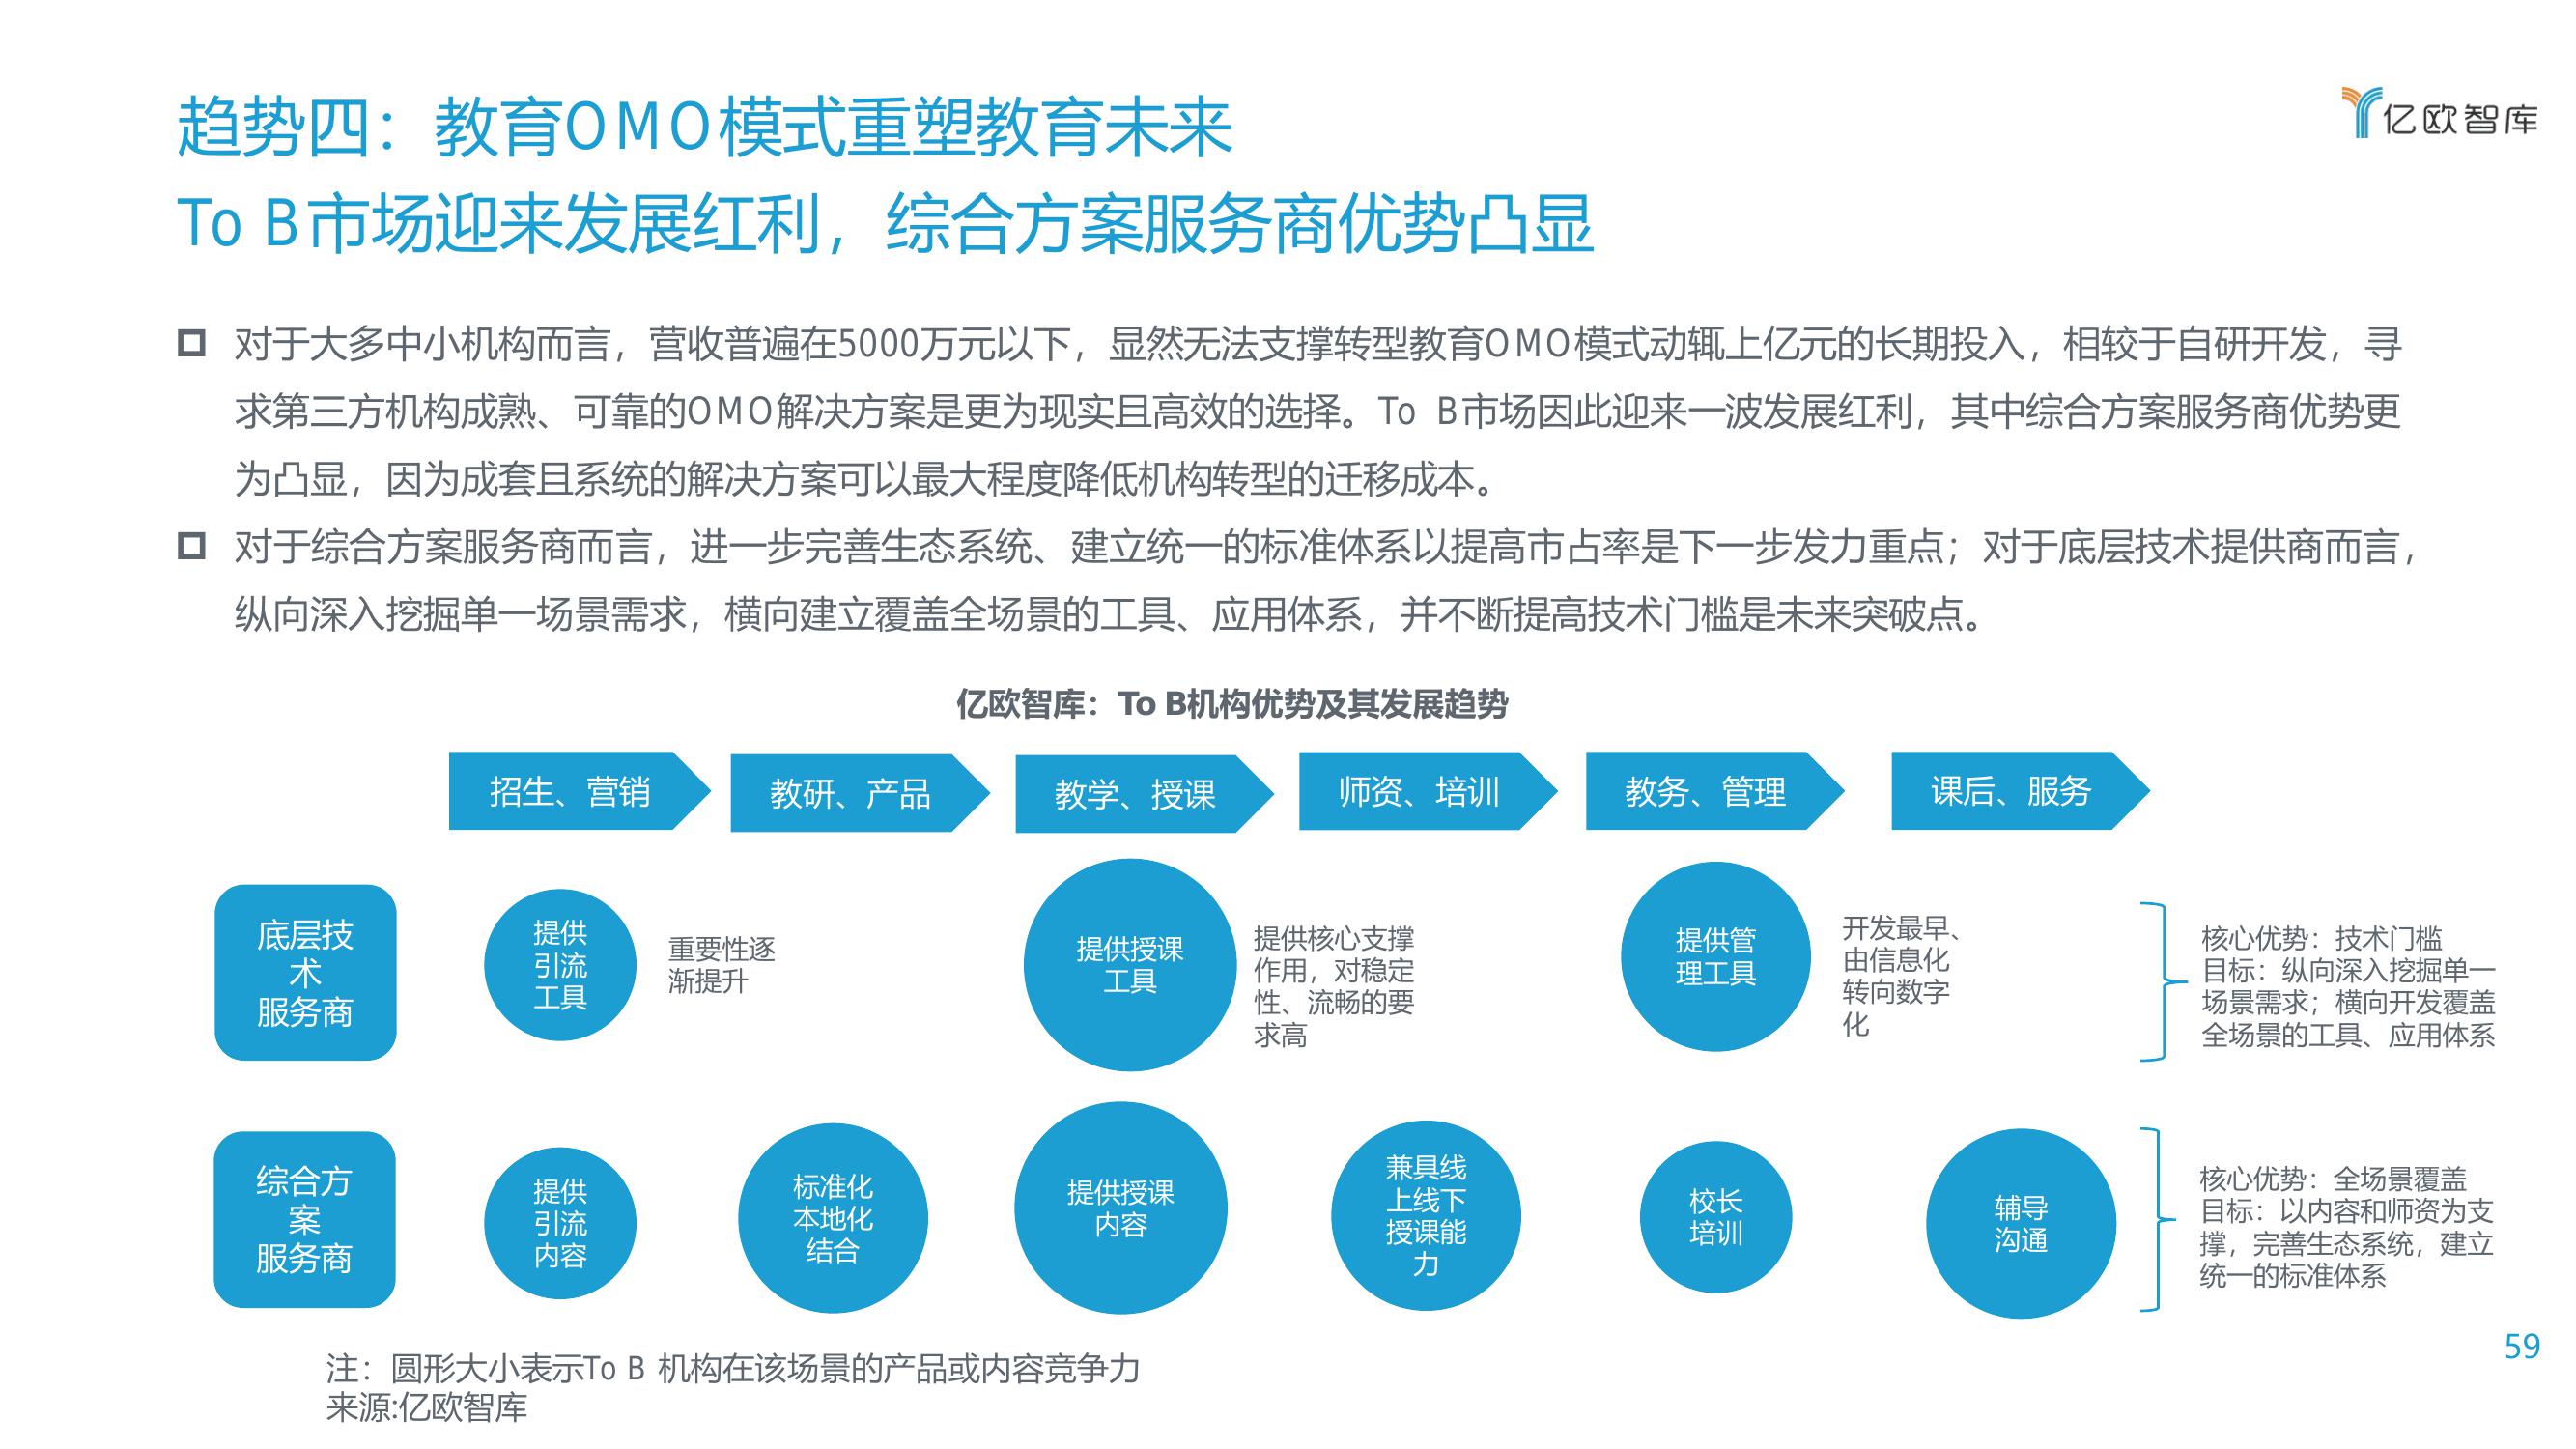 趋势四：教育OMO模式重塑教育未来
亿欧智库
To B市场迎来发展红利，综合方案服务商优势凸显
对于大多中小机构而言，营收普遍在5000万元以下，显然无法支撑转型教育OMO模式动辄上亿元的长期投入，相较于自研开发，寻
求第三方机构成熟、可靠的OMO解决方案是更为现实且高效的选择。To B市场因此迎来一波发展红利，其中综合方案服务商优势更
为凸显，因为成套且系统的解决方案可以最大程度降低机构转型的迁移成本。
对于综合方案服务商而言，进一步完善生态系统、建立统一的标准体系以提高市占率是下一步发力重点；对于底层技术提供商而言，
纵向深入挖掘单一场景需求，横向建立覆盖全场景的工具、应用体系，并不断提高技术门槛是未来突破点。
亿欧智库：To B机构优势及其发展趋势
招生、营销
教研、产品
教学、授课
师资、培训
教务、管理
课后、服务
底层技
术
服务商
提供
引流
工具
重要性逐
渐提升
提供授课
工具
提供核心支撑
作用，对稳定
性、流畅的要
求高
提供管
理工具
开发最早、
由信息化
转向数字
化
核心优势：技术门槛
目标：纵向深入挖掘单一
场景需求；横向开发覆盖
全场景的工具、应用体系
综合方
案
服务商
提供
引流
内容
标准化
本地化
结合
提供授课
内容
兼具线
上线下
授课能
力
校长
培训
辅导
沟通
核心优势：全场景覆盖
目标：以内容和师资为支
撑，完善生态系统，建立
统一的标准体系
59
注：圆形大小表示To B 机构在该场景的产品或内容竞争力
来源:亿欧智库